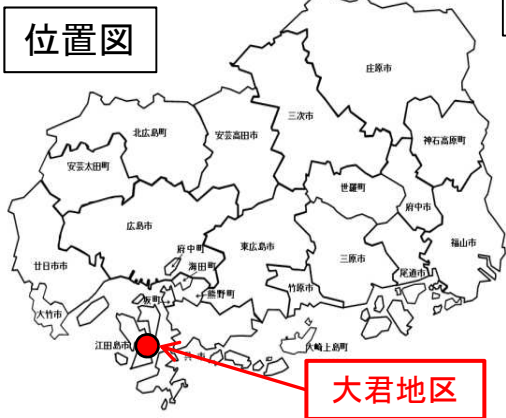 位置図
庄原市
三次市
北広島町
安芸高田市
神石高原町
安芸太田町
世羅町
府中市
広島市
府中町
東広島市
三原市
福山市
海田町
尾道市
廿日市市
熊野町
竹原市
坂町
大竹市
江田島市
呉市
大崎上島町
大君地区